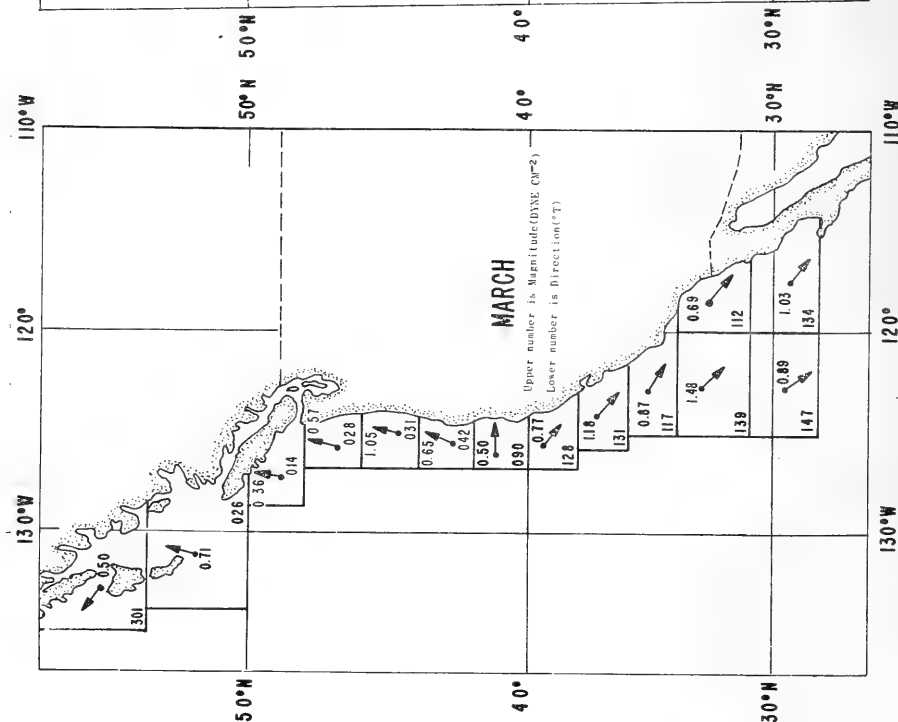 50°N
40°
30°N
110°W
50° N
40°
30°N
110°W
120°
MARCH
Upper number is Magnitude(DYNE CM⁻²)
Lower number is Direction(°T)
120°
0.50
301
0.71
026
0 36
014
0 57
028
1.05
031
0.65
042
0.50
090
0.77
128
1.18
131
0.87
117
0.69
112
1.48
139
1.03
134
0.89
147
130°W
130°W
50°N
40°
30°N